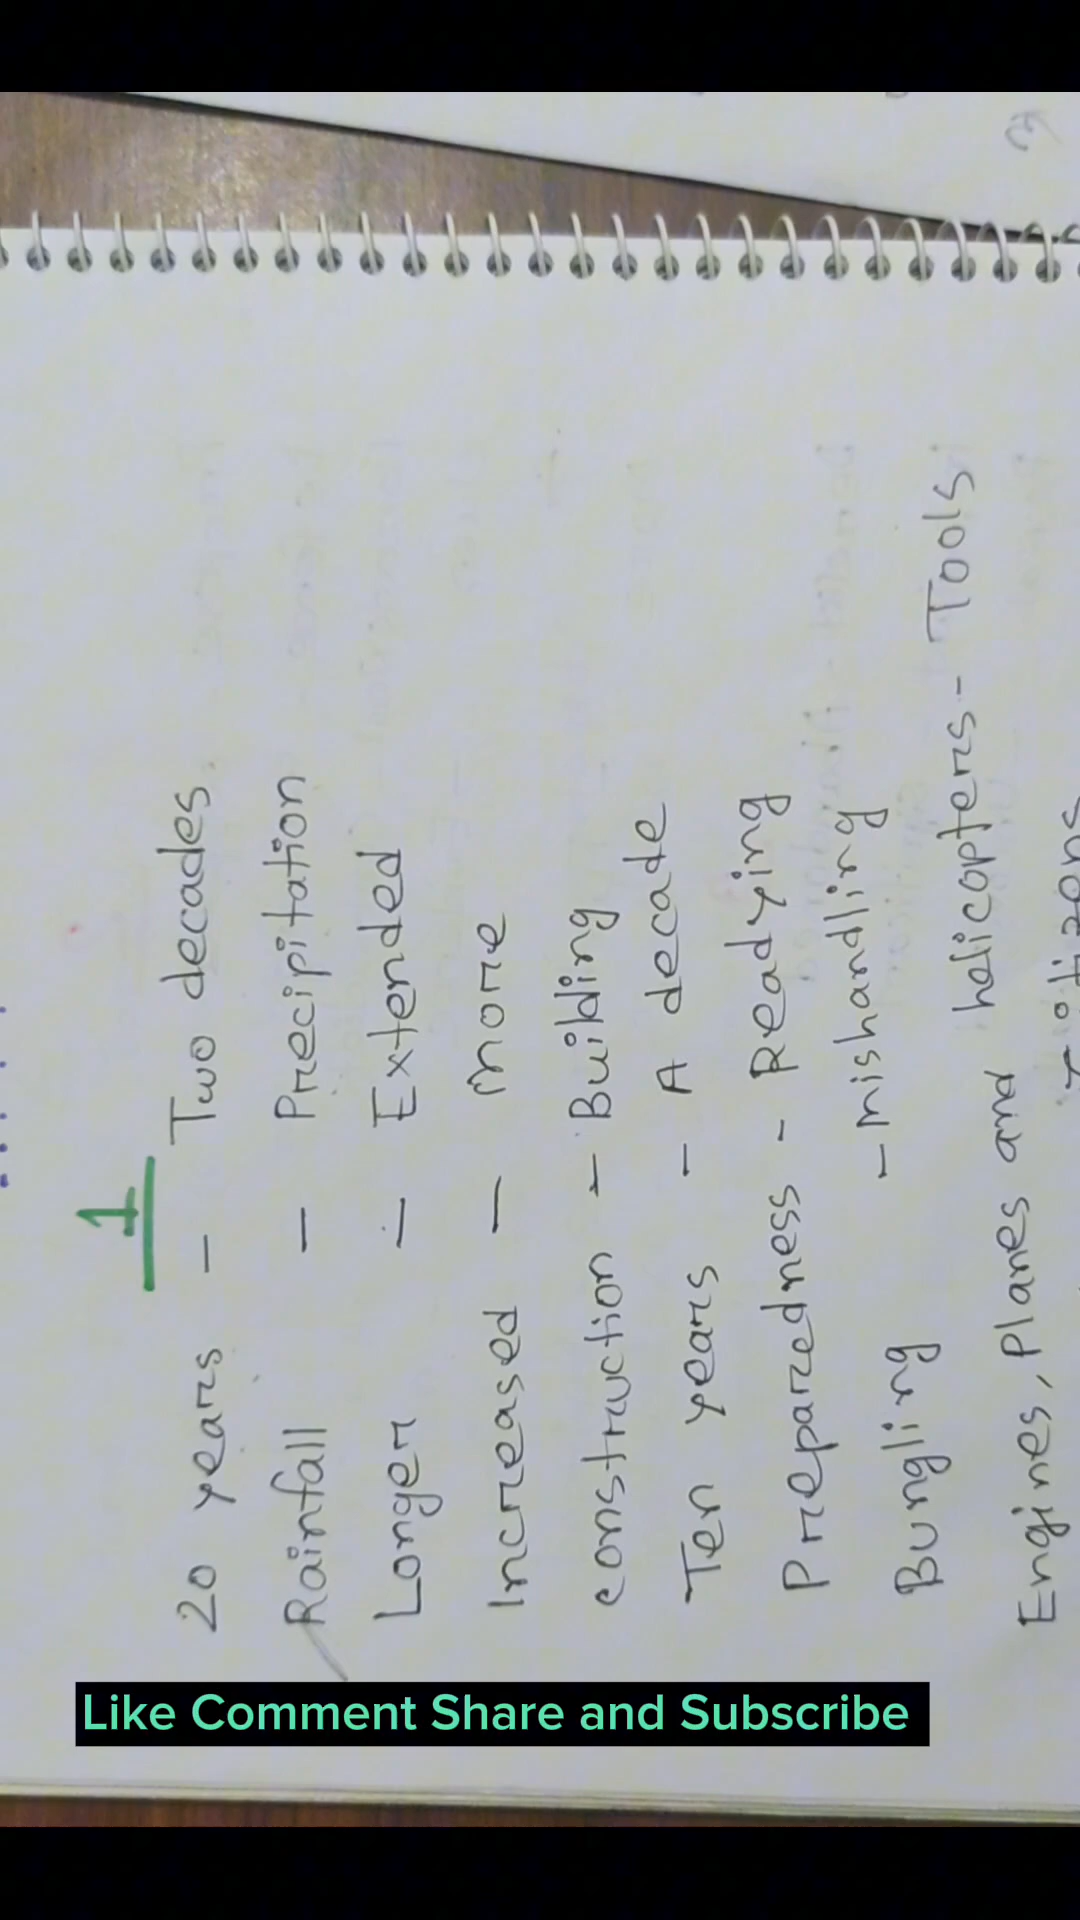 1
20 years - Two decades.
Rainfall - Precipitation
Longer - Extended
Increased - more
construction - Building
Ten years - A decade
Preparedness - Readying
Bungling - mishandling
Engines, Planes and helicopters - Tools
Like Comment Share and Subscribe